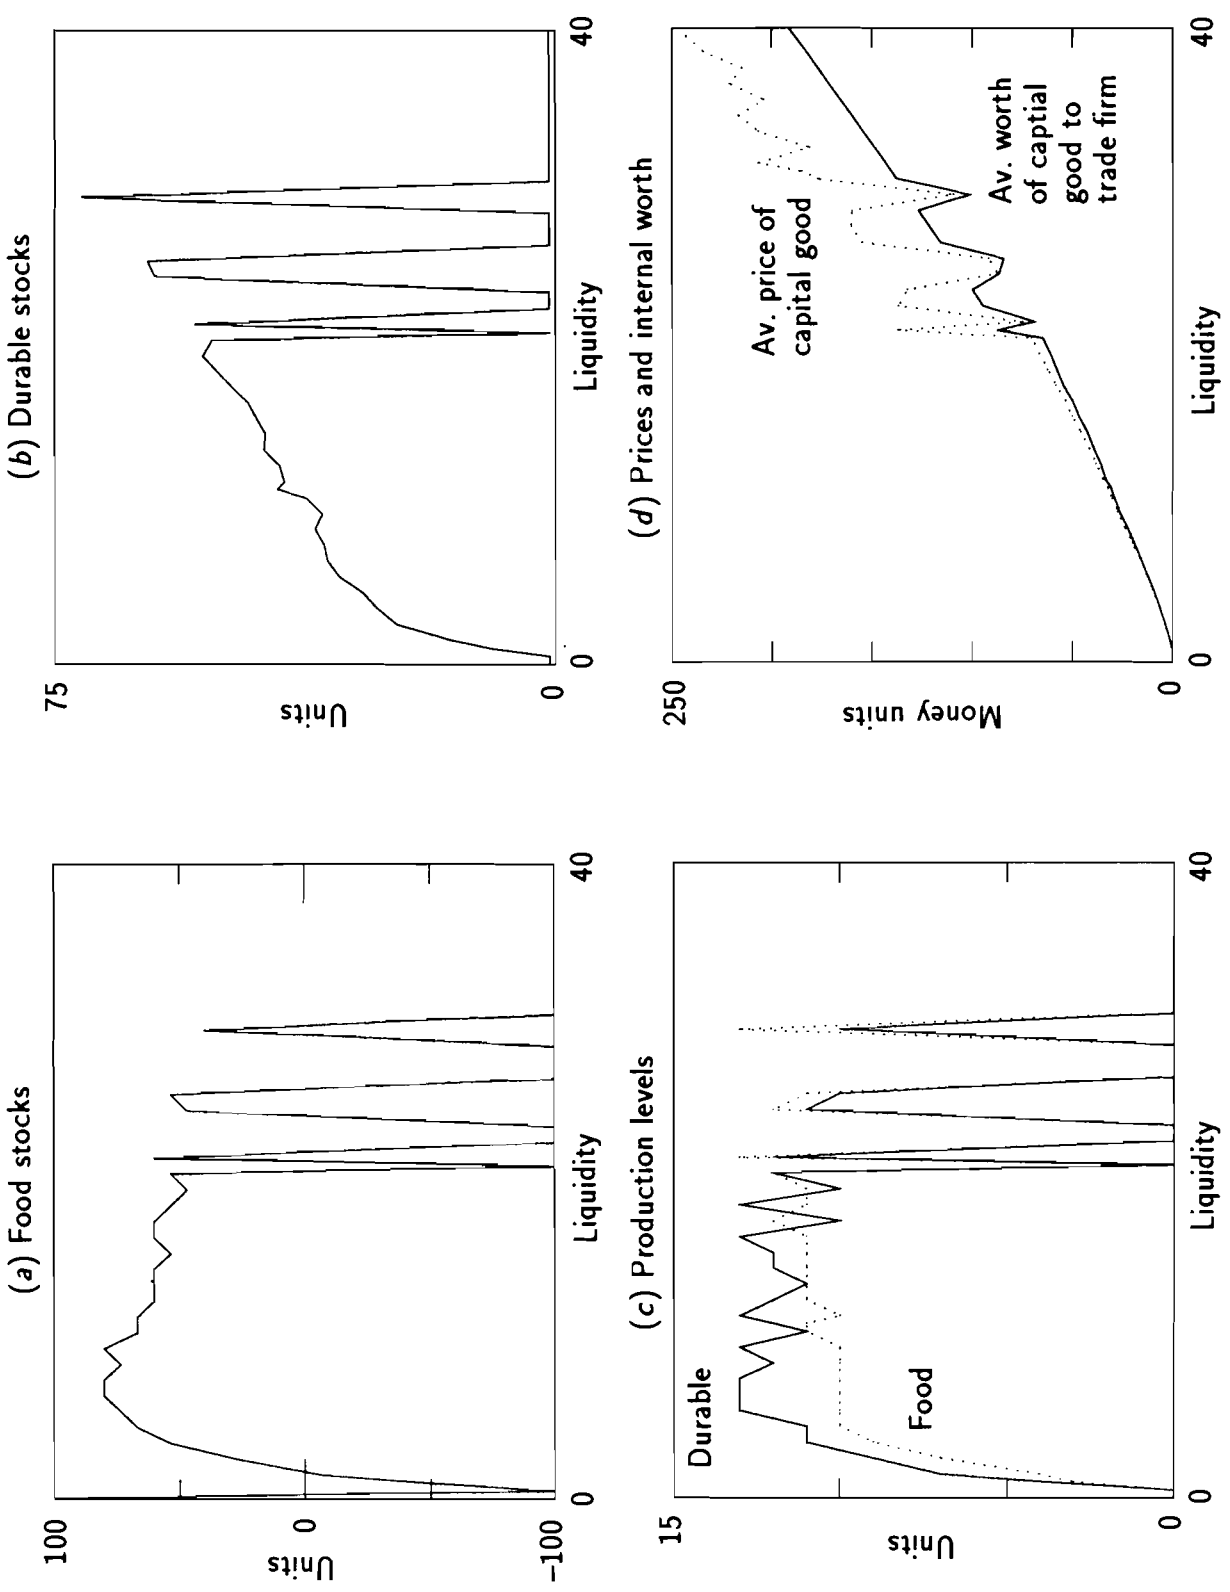 (a) Food stocks
100
Units
0
-100
0
Liquidity
40
(b) Durable stocks
75
Units
0
0
Liquidity
40
(c) Production levels
15
Units
0
Durable
Food
0
Liquidity
40
(d) Prices and internal worth
250
Money units
0
Av. price of
capital good
Av. worth
of captial
good to
trade firm
0
Liquidity
40